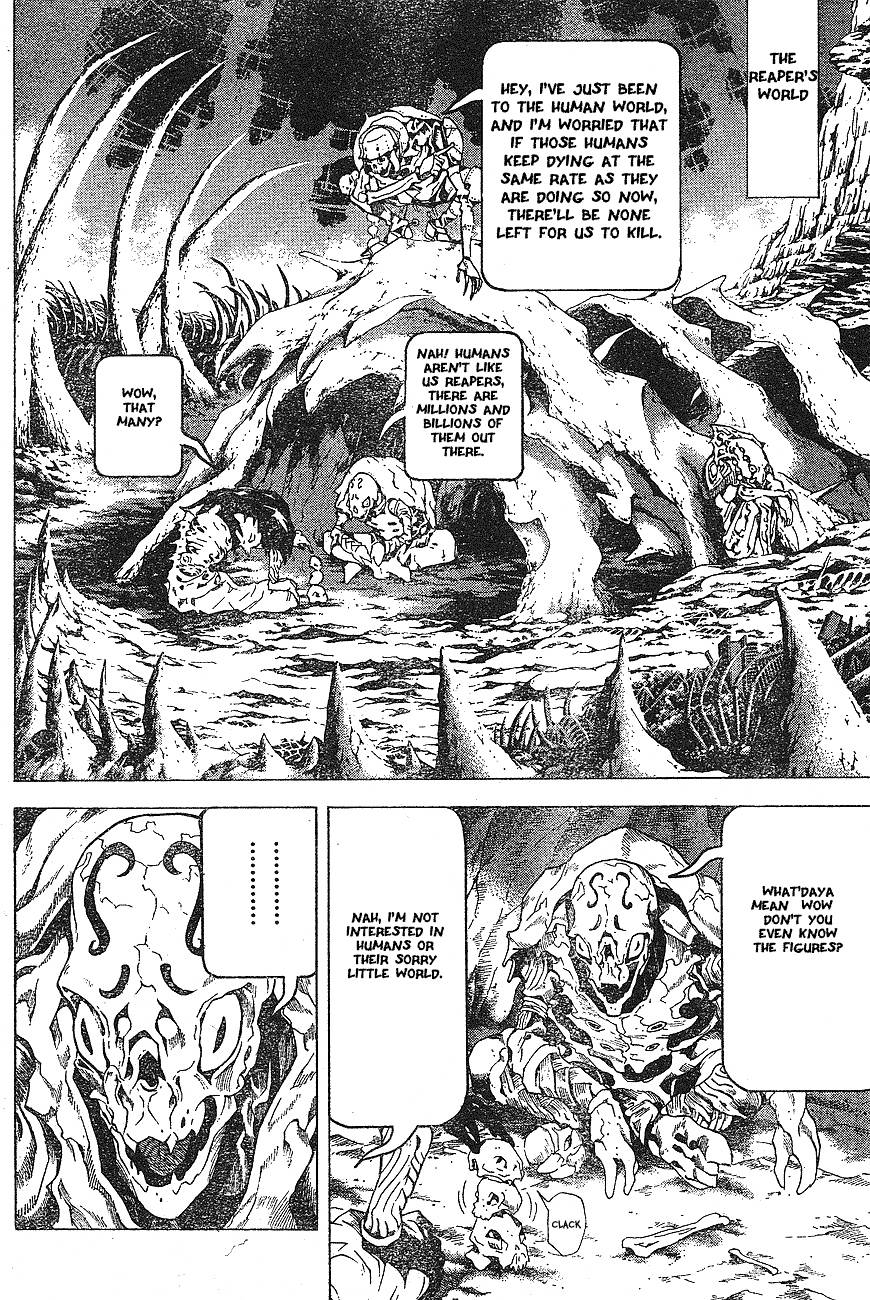 THE
REAPER'S
WORLD
HEY, I'VE JUST BEEN
TO THE HUMAN WORLD,
AND I'M WORRIED THAT
IF THOSE HUMANS
KEEP DYING AT THE
SAME RATE AS THEY
ARE DOING SO NOW,
THERE'LL BE NONE
LEFT FOR US TO KILL.
NAH! HUMANS
AREN'T LIKE
US REAPERS,
THERE ARE
MILLIONS AND
BILLIONS OF
THEM OUT
THERE.
WOW,
THAT
MANY?
WHAT'DAYA
MEAN WOW
DON'T YOU
EVEN KNOW
THE FIGURES?
NAH, I'M NOT
INTERESTED IN
HUMANS OR
THEIR SORRY
LITTLE WORLD.
CLACK